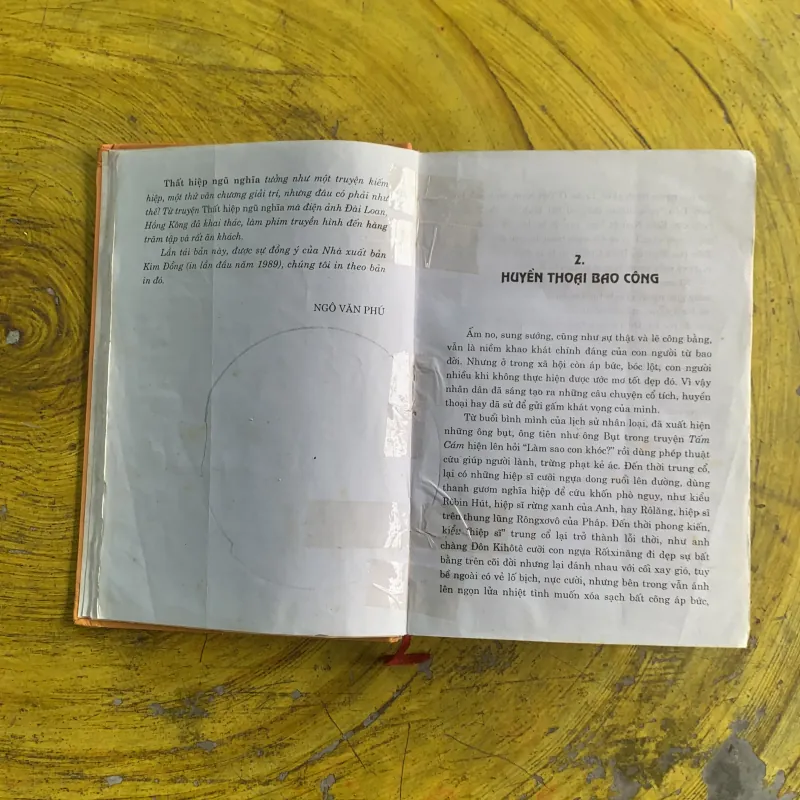 Thất hiệp ngũ nghĩa tưởng như một truyện kiếm
hiệp, một thứ văn chương giải trí, nhưng đâu có phải như
thế! Từ truyện Thất hiệp ngũ nghĩa mà điện ảnh Đài Loan,
Hồng Kông đã khai thác, làm phim truyền hình đến hàng
trăm tập và rất ăn khách.
Lần tái bản này, được sự đồng ý của Nhà xuất bản
Kim Đồng (in lần đầu năm 1989), chúng tôi in theo bản
in đó.
NGÔ VĂN PHÚ
2.
HUYỀN THOẠI BAO CÔNG
Ấm no, sung sướng, cũng như sự thật và lẽ công bằng,
vẫn là niềm khao khát chính đáng của con người từ bao
đời. Nhưng ở trong xã hội còn áp bức, bóc lột, con người
nhiều khi không thực hiện được ước mơ tốt đẹp đó. Vì vậy
nhân dân đã sáng tạo ra những câu chuyện cổ tích, huyền
thoại hay dã sử để gửi gấm khát vọng của mình.
Từ buổi bình minh của lịch sử nhân loại, đã xuất hiện
những ông bụt, ông tiên như ông Bụt trong truyện Tấm
Cám hiện lên hỏi "Làm sao con khóc?" rồi dùng phép thuật
cứu giúp người lành, trừng phạt kẻ ác. Đến thời trung cổ,
lại có những hiệp sĩ cưỡi ngựa dong ruổi lên đường, dùng
thanh gươm nghĩa hiệp để cứu khốn phò nguy, như kiểu
Rôbin Hút, hiệp sĩ rừng xanh của Anh, hay Rôlăng, hiệp sĩ
trên thung lũng Rôngxovô của Pháp. Đến thời phong kiến,
kiểu "hiệp sĩ" trung cổ lại trở thành lỗi thời, như anh
chàng Đôn Kihôtê cưỡi con ngựa Rốtxinăng đi dẹp sự bất
bằng trên cõi đời nhưng lại đánh nhau với cối xay gió, tuy
bề ngoài có vẻ lố bịch, nực cười, nhưng bên trong vẫn ánh
lên ngọn lửa nhiệt tình muốn xóa sạch bất công áp bức,